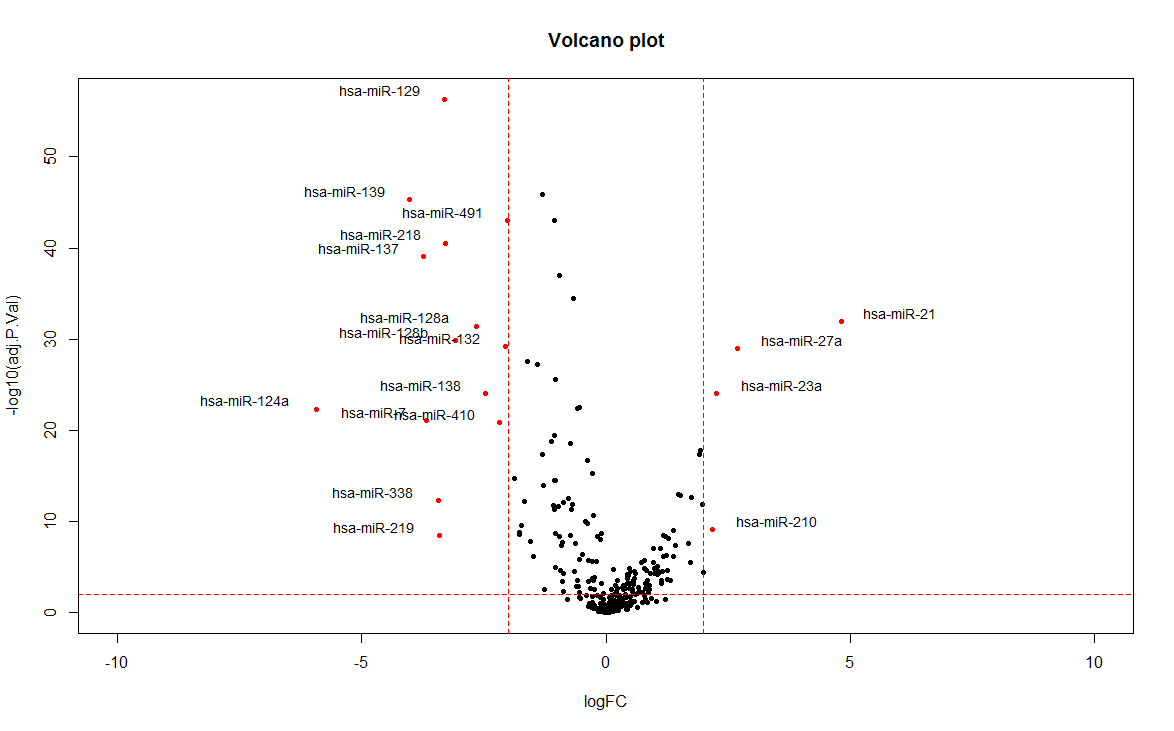 Volcano plot
hsa-miR-129
hsa-miR-139
hsa-miR-491
hsa-miR-218
hsa-miR-137
hsa-miR-128a
hsa-miR-128b
hsa-miR-132
hsa-miR-138
hsa-miR-124a
hsa-miR-7
hsa-miR-410
hsa-miR-338
hsa-miR-219
hsa-miR-21
hsa-miR-27a
hsa-miR-23a
hsa-miR-210
-log10(adj.P.Val)
50
40
30
20
10
0
-10
-5
0
5
10
logFC